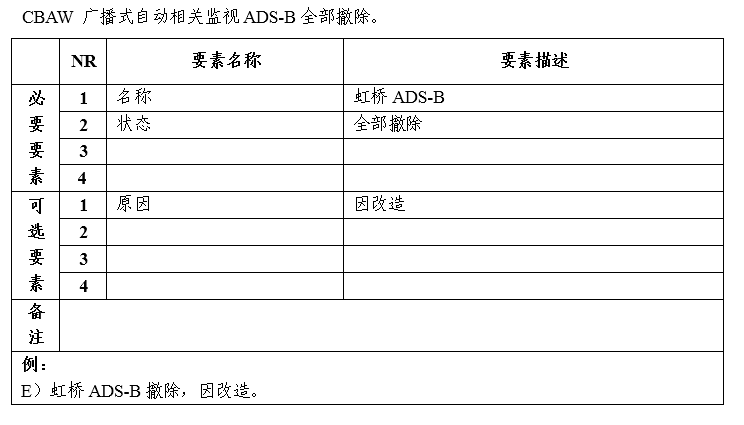 CBAW 广播式自动相关监视 ADS-B 全部撤除。
NR 要素名称 要素描述
必要要素
1 名称 虹桥 ADS-B
2 状态 全部撤除
3
4
可选要素
1 原因 因改造
2
3
4
备注
例：
E）虹桥 ADS-B 撤除，因改造。